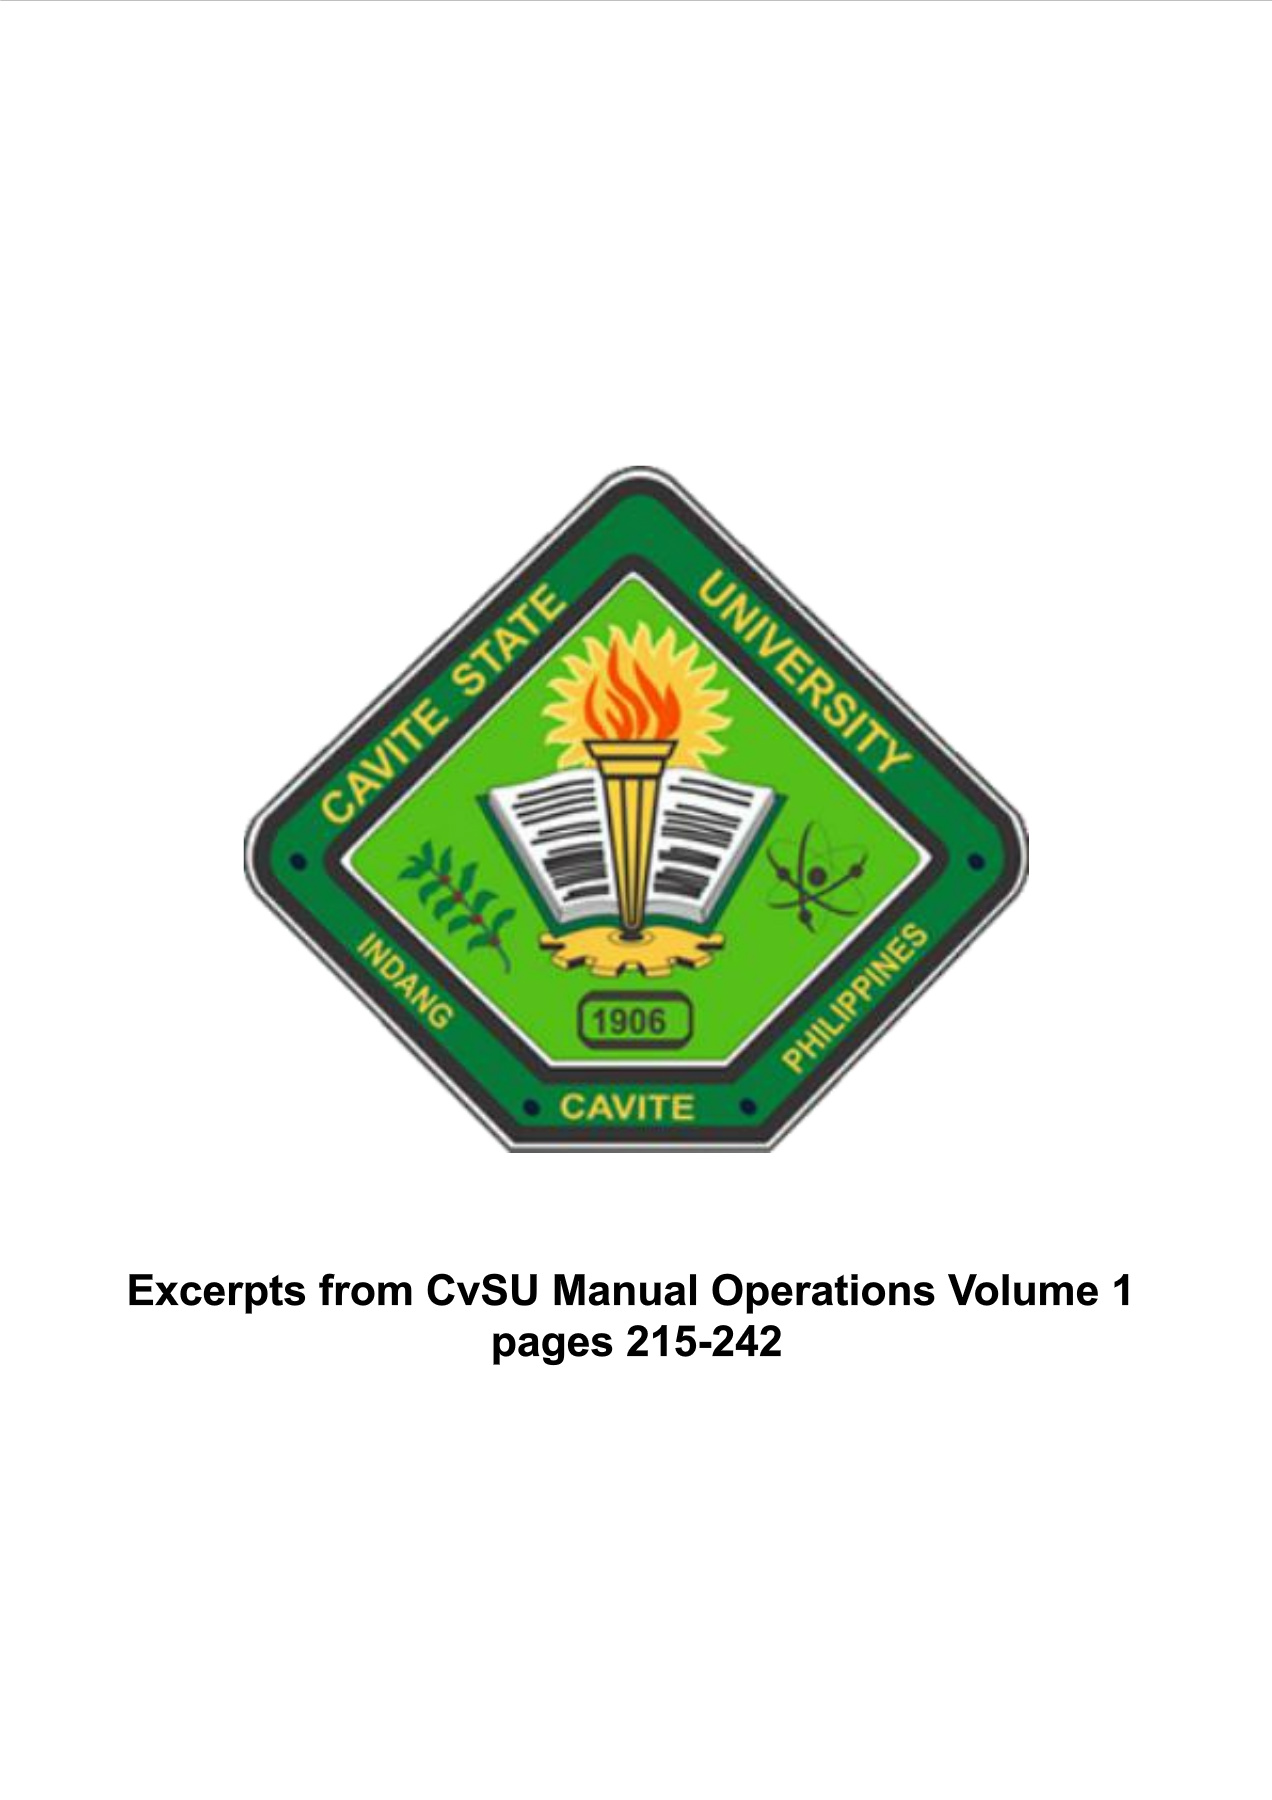 CAVITE STATE UNIVERSITY
1906
INDANG
CAVITE
PHILIPPINES
Excerpts from CvSU Manual Operations Volume 1
pages 215-242